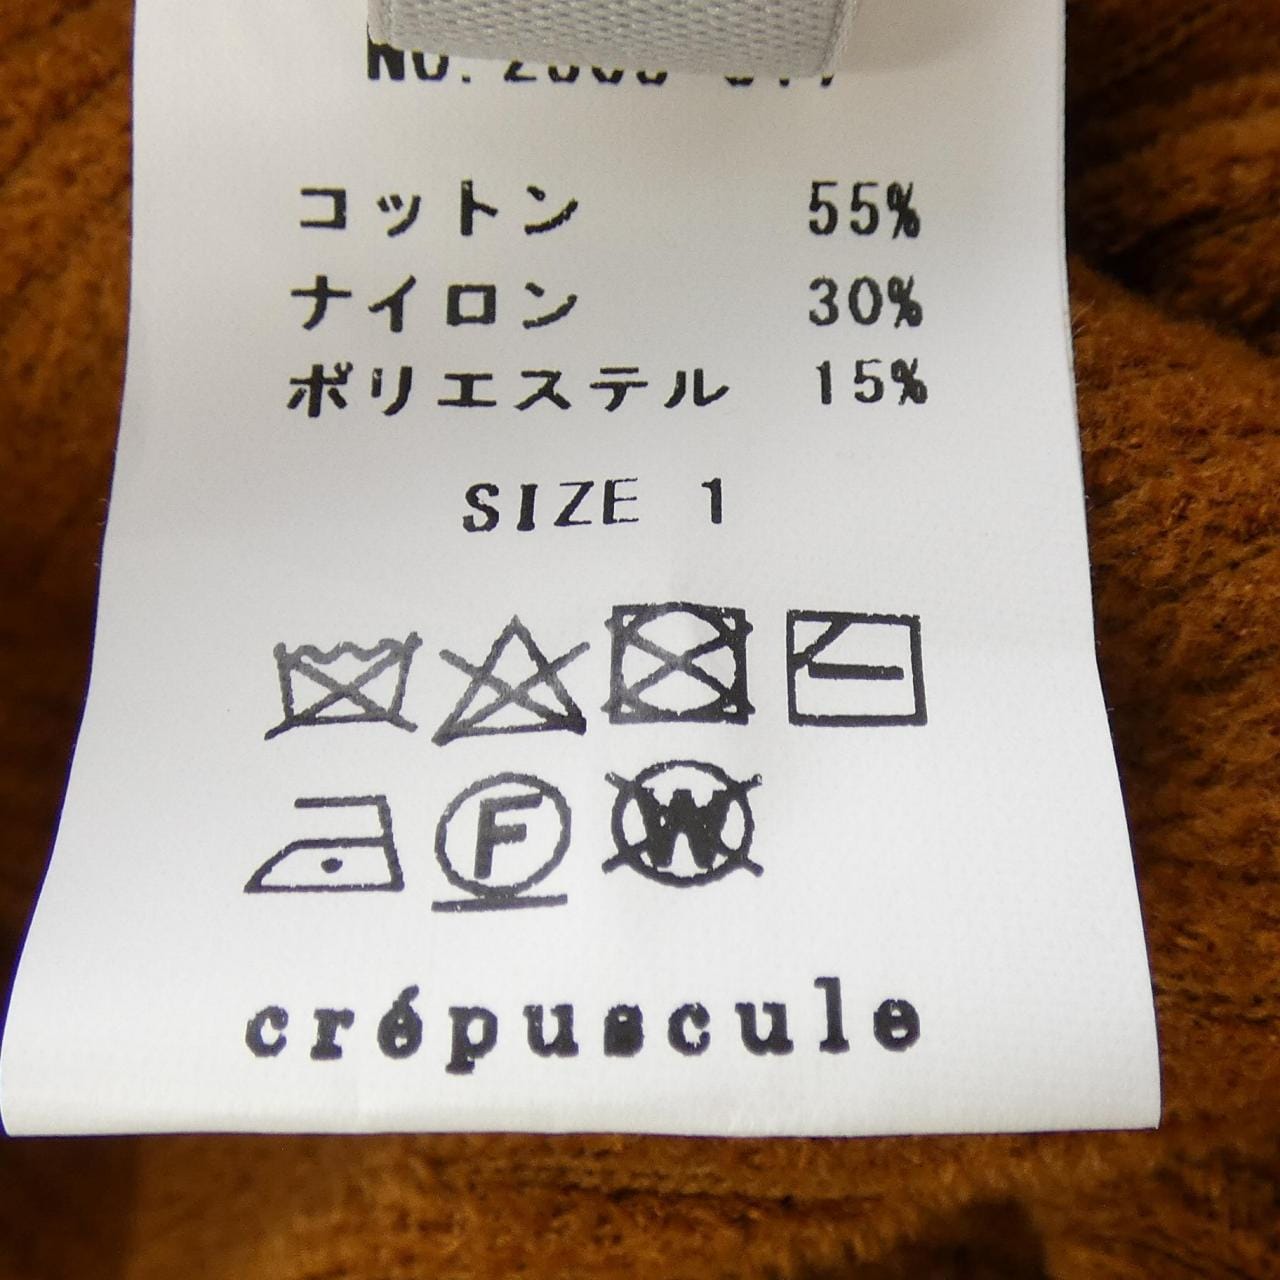 コットン 55%
ナイロン 30%
ポリエステル 15%
SIZE 1
F W
crépuscule